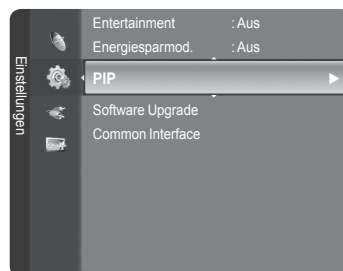 Einstellungen
Entertainment : Aus
Energiesparmod. : Aus
PIP
Software Upgrade
Common Interface